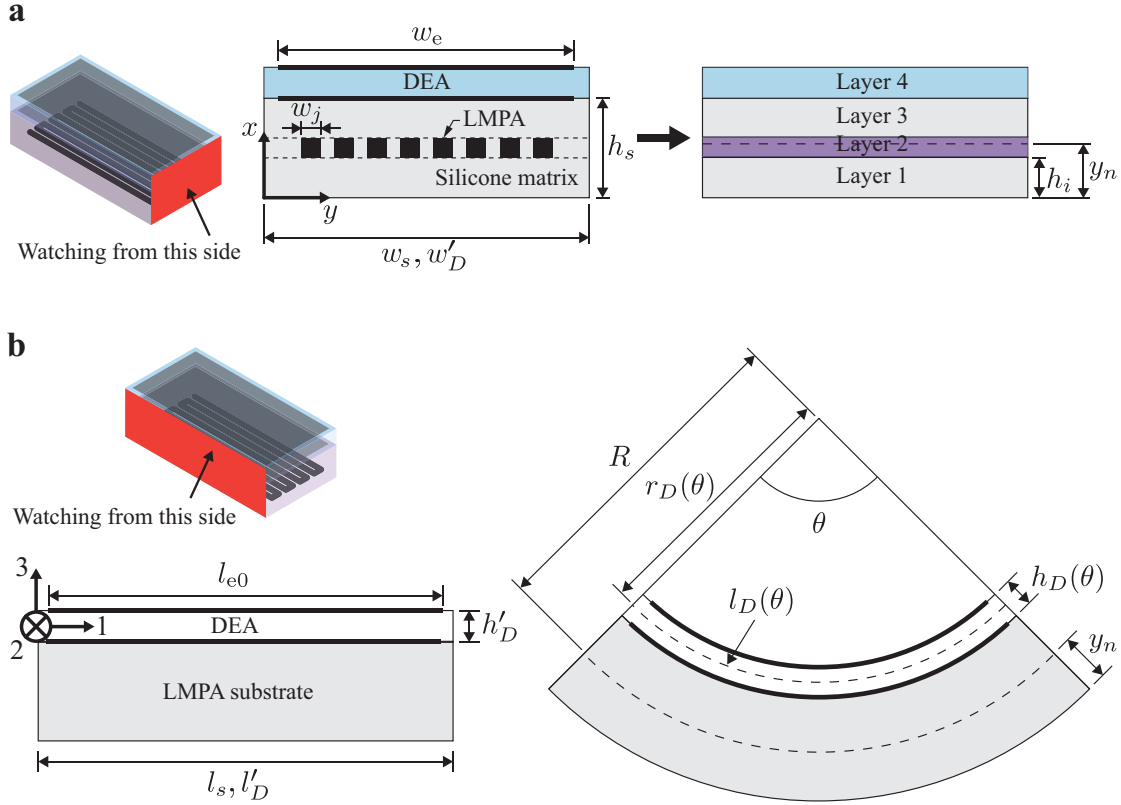 a
w_e
DEA
w_j
LMPA
x
h_s
Silicone matrix
y
w_s, w'_D
Watching from this side
Layer 4
Layer 3
Layer 2
Layer 1
h_i
y_n
b
Watching from this side
3
l_e0
1
DEA
h'_D
2
LMPA substrate
l_s, l'_D
R
r_D(θ)
θ
l_D(θ)
h_D(θ)
y_n